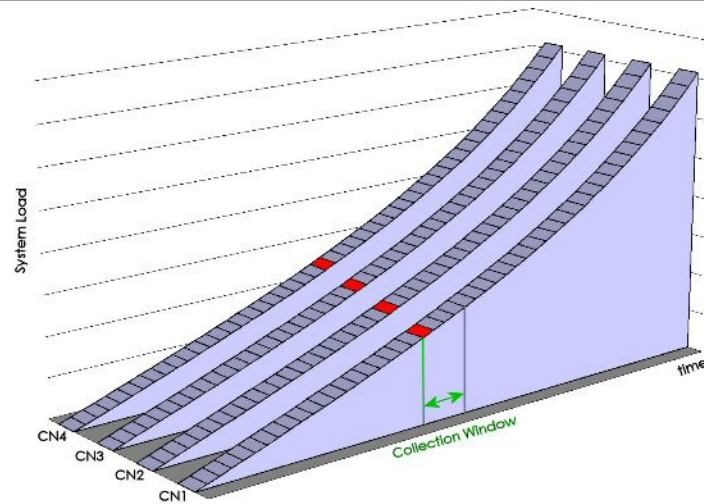 System Load
CN4
CN3
CN2
CN1
Collection Window
time